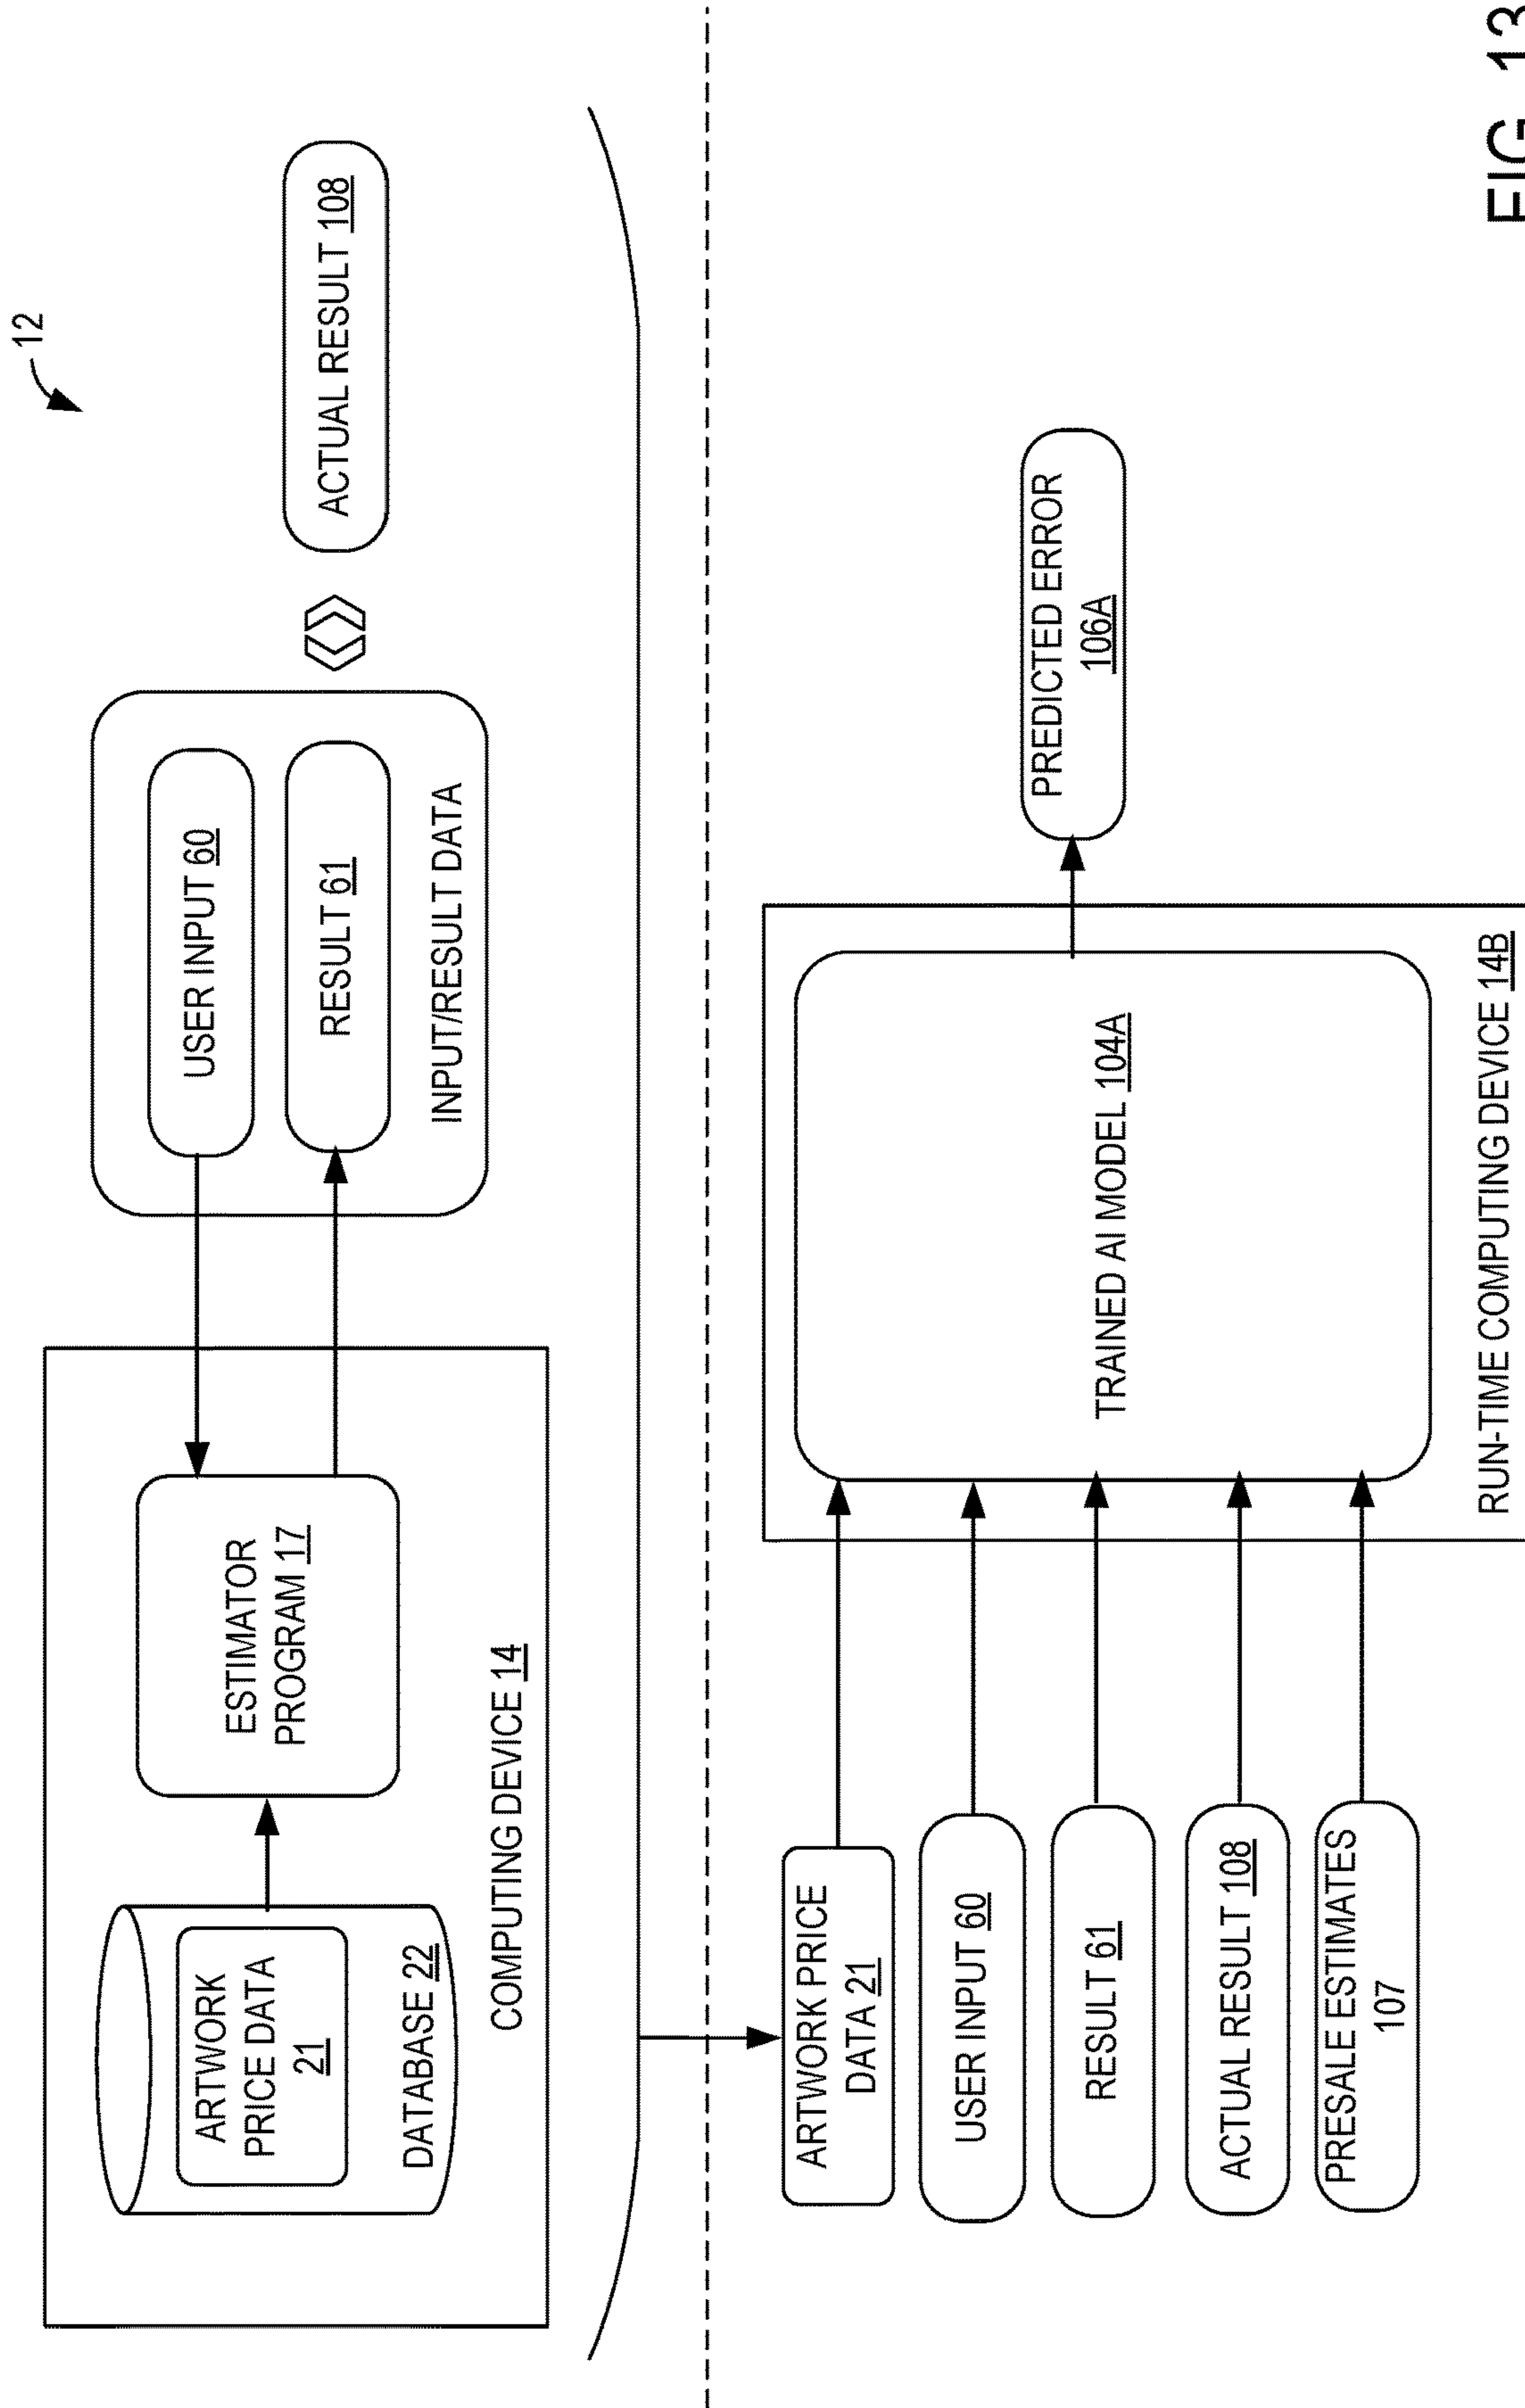 12
ARTWORK
PRICE DATA
21
DATABASE 22
ESTIMATOR
PROGRAM 17
COMPUTING DEVICE 14
USER INPUT 60
RESULT 61
INPUT/RESULT DATA
ACTUAL RESULT 108
ARTWORK PRICE
DATA 21
USER INPUT 60
RESULT 61
ACTUAL RESULT 108
PRESALE ESTIMATES
107
TRAINED AI MODEL 104A
RUN-TIME COMPUTING DEVICE 14B
PREDICTED ERROR
106A
FIG. 13